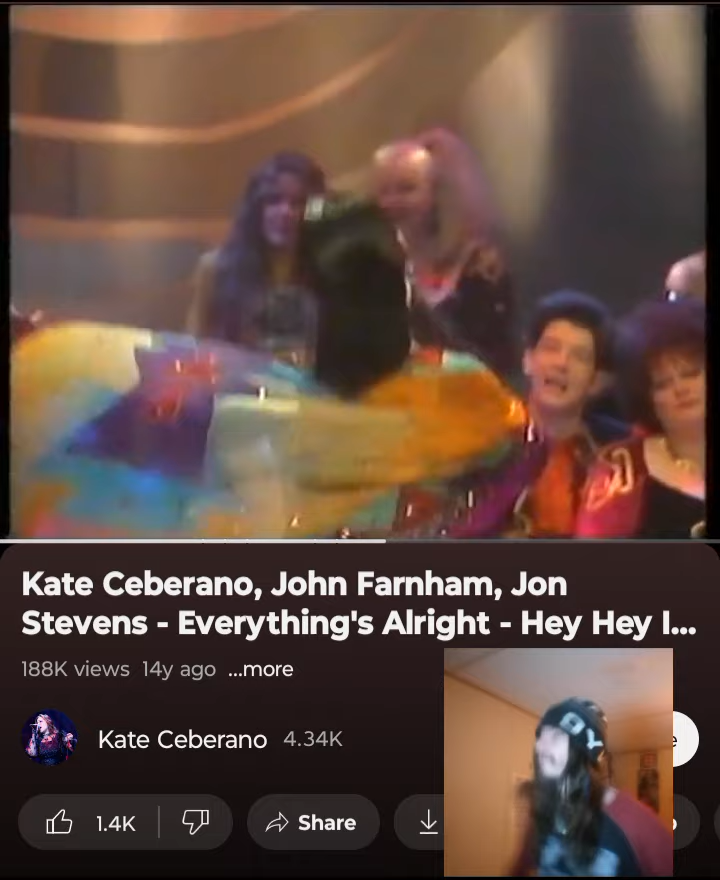 Kate Ceberano, John Farnham, Jon
Stevens - Everything's Alright - Hey Hey I...
188K views 14y ago ...more
Kate Ceberano 4.34K
1.4K
Share